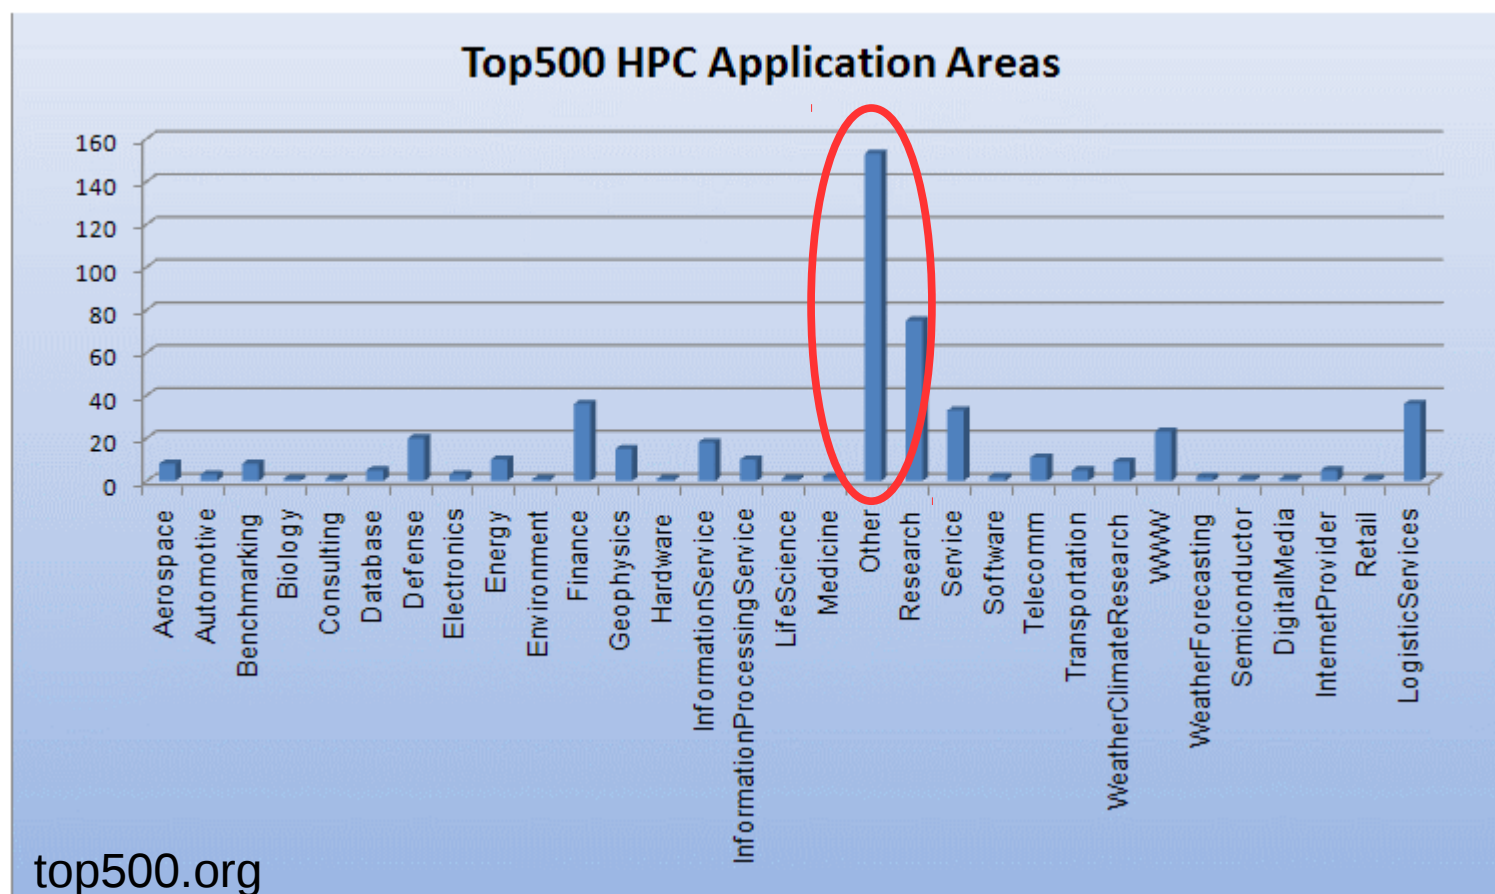 Top500 HPC Application Areas
160
140
120
100
80
60
40
20
0
Aerospace
Automotive
Benchmarking
Biology
Consulting
Database
Defense
Electronics
Energy
Environment
Finance
Geophysics
Hardware
InformationService
InformationProcessingService
LifeScience
Medicine
Other
Research
Service
Software
Telecomm
Transportation
WeatherClimateResearch
WWW
WeatherForecasting
Semiconductor
DigitalMedia
InternetProvider
Retail
LogisticServices
top500.org